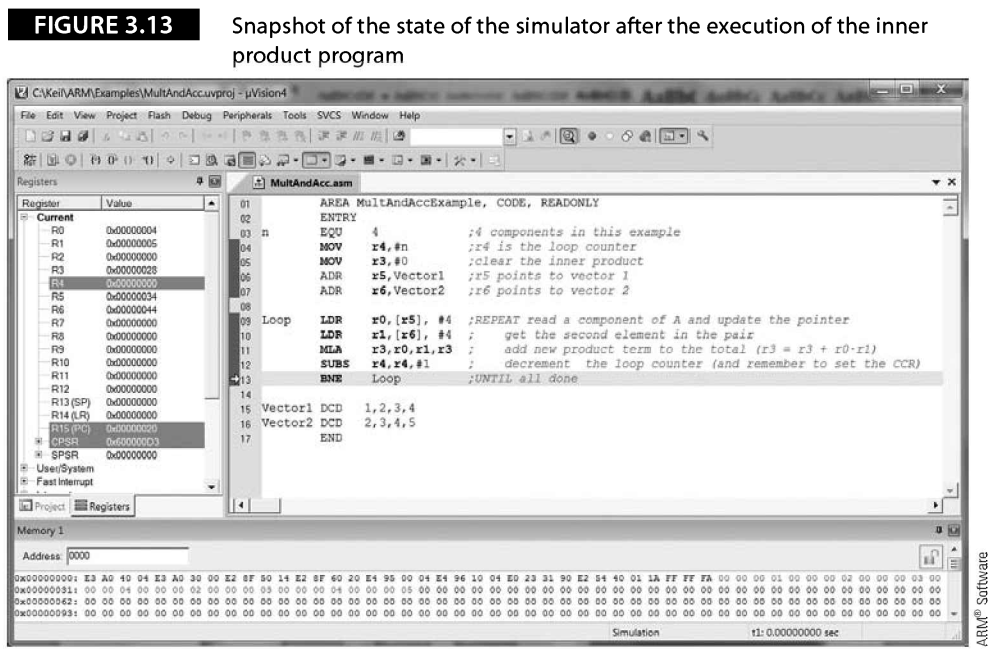 FIGURE 3.13
Snapshot of the state of the simulator after the execution of the inner
product program
C:\Keil\ARM\Examples\MultAndAcc.uvproj - µVision4
File Edit View Project Flash Debug Peripherals Tools SVCS Window Help
Registers
MultAndAcc.asm
Register Value
Current
R0 0x00000004
R1 0x00000005
R2 0x00000000
R3 0x00000028
R4 0x00000000
R5 0x00000034
R6 0x00000044
R7 0x00000000
R8 0x00000000
R9 0x00000000
R10 0x00000000
R11 0x00000000
R12 0x00000000
R13 (SP) 0x00000000
R14 (LR) 0x00000000
R15 (PC) 0x00000020
CPSR 0x600000D3
SPSR 0x00000000
User/System
Fast Interrupt
Project Registers
01 AREA MultAndAccExample, CODE, READONLY
02 ENTRY
03 n EQU 4 ;4 components in this example
04 MOV r4,#n ;r4 is the loop counter
05 MOV r3,#0 ;clear the inner product
06 ADR r5,Vector1 ;r5 points to vector 1
07 ADR r6,Vector2 ;r6 points to vector 2
08
09 Loop LDR r0,[r5], #4 ;REPEAT read a component of A and update the pointer
10 LDR r1,[r6], #4 ; get the second element in the pair
11 MLA r3,r0,r1,r3 ; add new product term to the total (r3 = r3 + r0·r1)
12 SUBS r4,r4,#1 ; decrement the loop counter (and remember to set the CCR)
13 BNE Loop ;UNTIL all done
14
15 Vector1 DCD 1,2,3,4
16 Vector2 DCD 2,3,4,5
17 END
Memory 1
Address: 0000
0x00000000: E3 A0 40 04 E3 A0 30 00 E2 8F 50 14 E2 8F 60 20 E4 95 00 04 E4 96 10 04 E0 23 31 90 E2 54 40 01 1A FF FF FA 00 00 00 01 00 00 00 02 00 00 00 03 00
0x00000031: 00 00 04 00 00 00 02 00 00 00 03 00 00 00 04 00 00 00 05 00 00 00 00 00 00 00 00 00 00 00 00 00 00 00 00 00 00 00 00 00 00 00 00 00 00 00 00 00 00
0x00000062: 00 00 00 00 00 00 00 00 00 00 00 00 00 00 00 00 00 00 00 00 00 00 00 00 00 00 00 00 00 00 00 00 00 00 00 00 00 00 00 00 00 00 00 00 00 00 00 00 00
0x00000093: 00 00 00 00 00 00 00 00 00 00 00 00 00 00 00 00 00 00 00 00 00 00 00 00 00 00 00 00 00 00 00 00 00 00 00 00 00 00 00 00 00 00 00 00 00 00 00 00 00
Simulation t1: 0.00000000 sec
ARM® Software